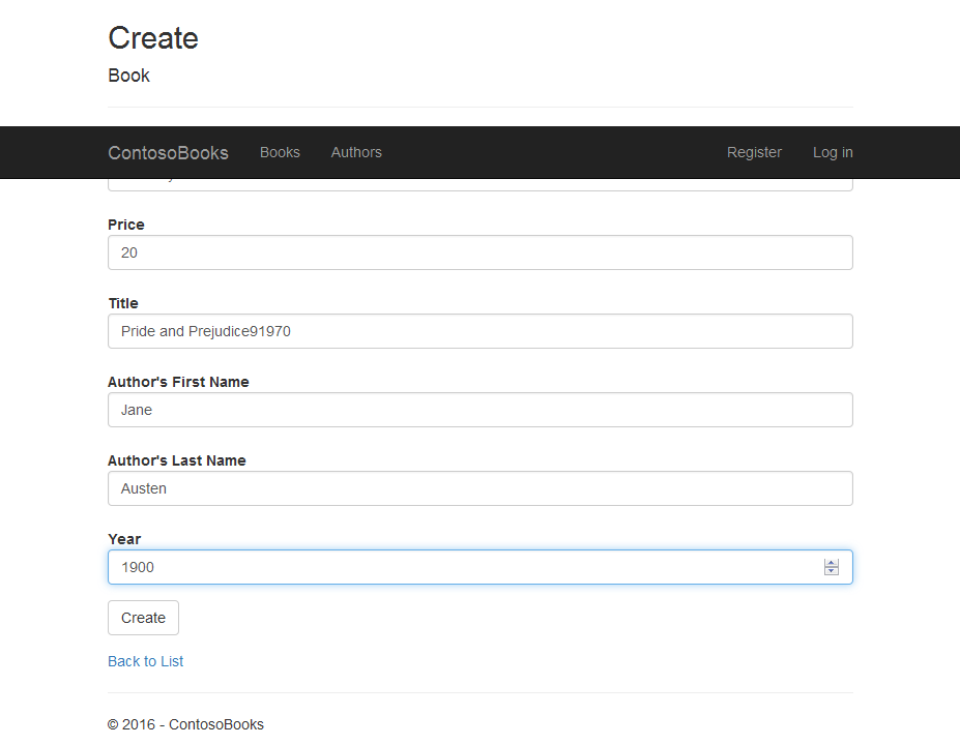 Create
Book
ContosoBooks Books Authors Register Log in
Price
20
Title
Pride and Prejudice91970
Author's First Name
Jane
Author's Last Name
Austen
Year
1900
Create
Back to List
© 2016 - ContosoBooks